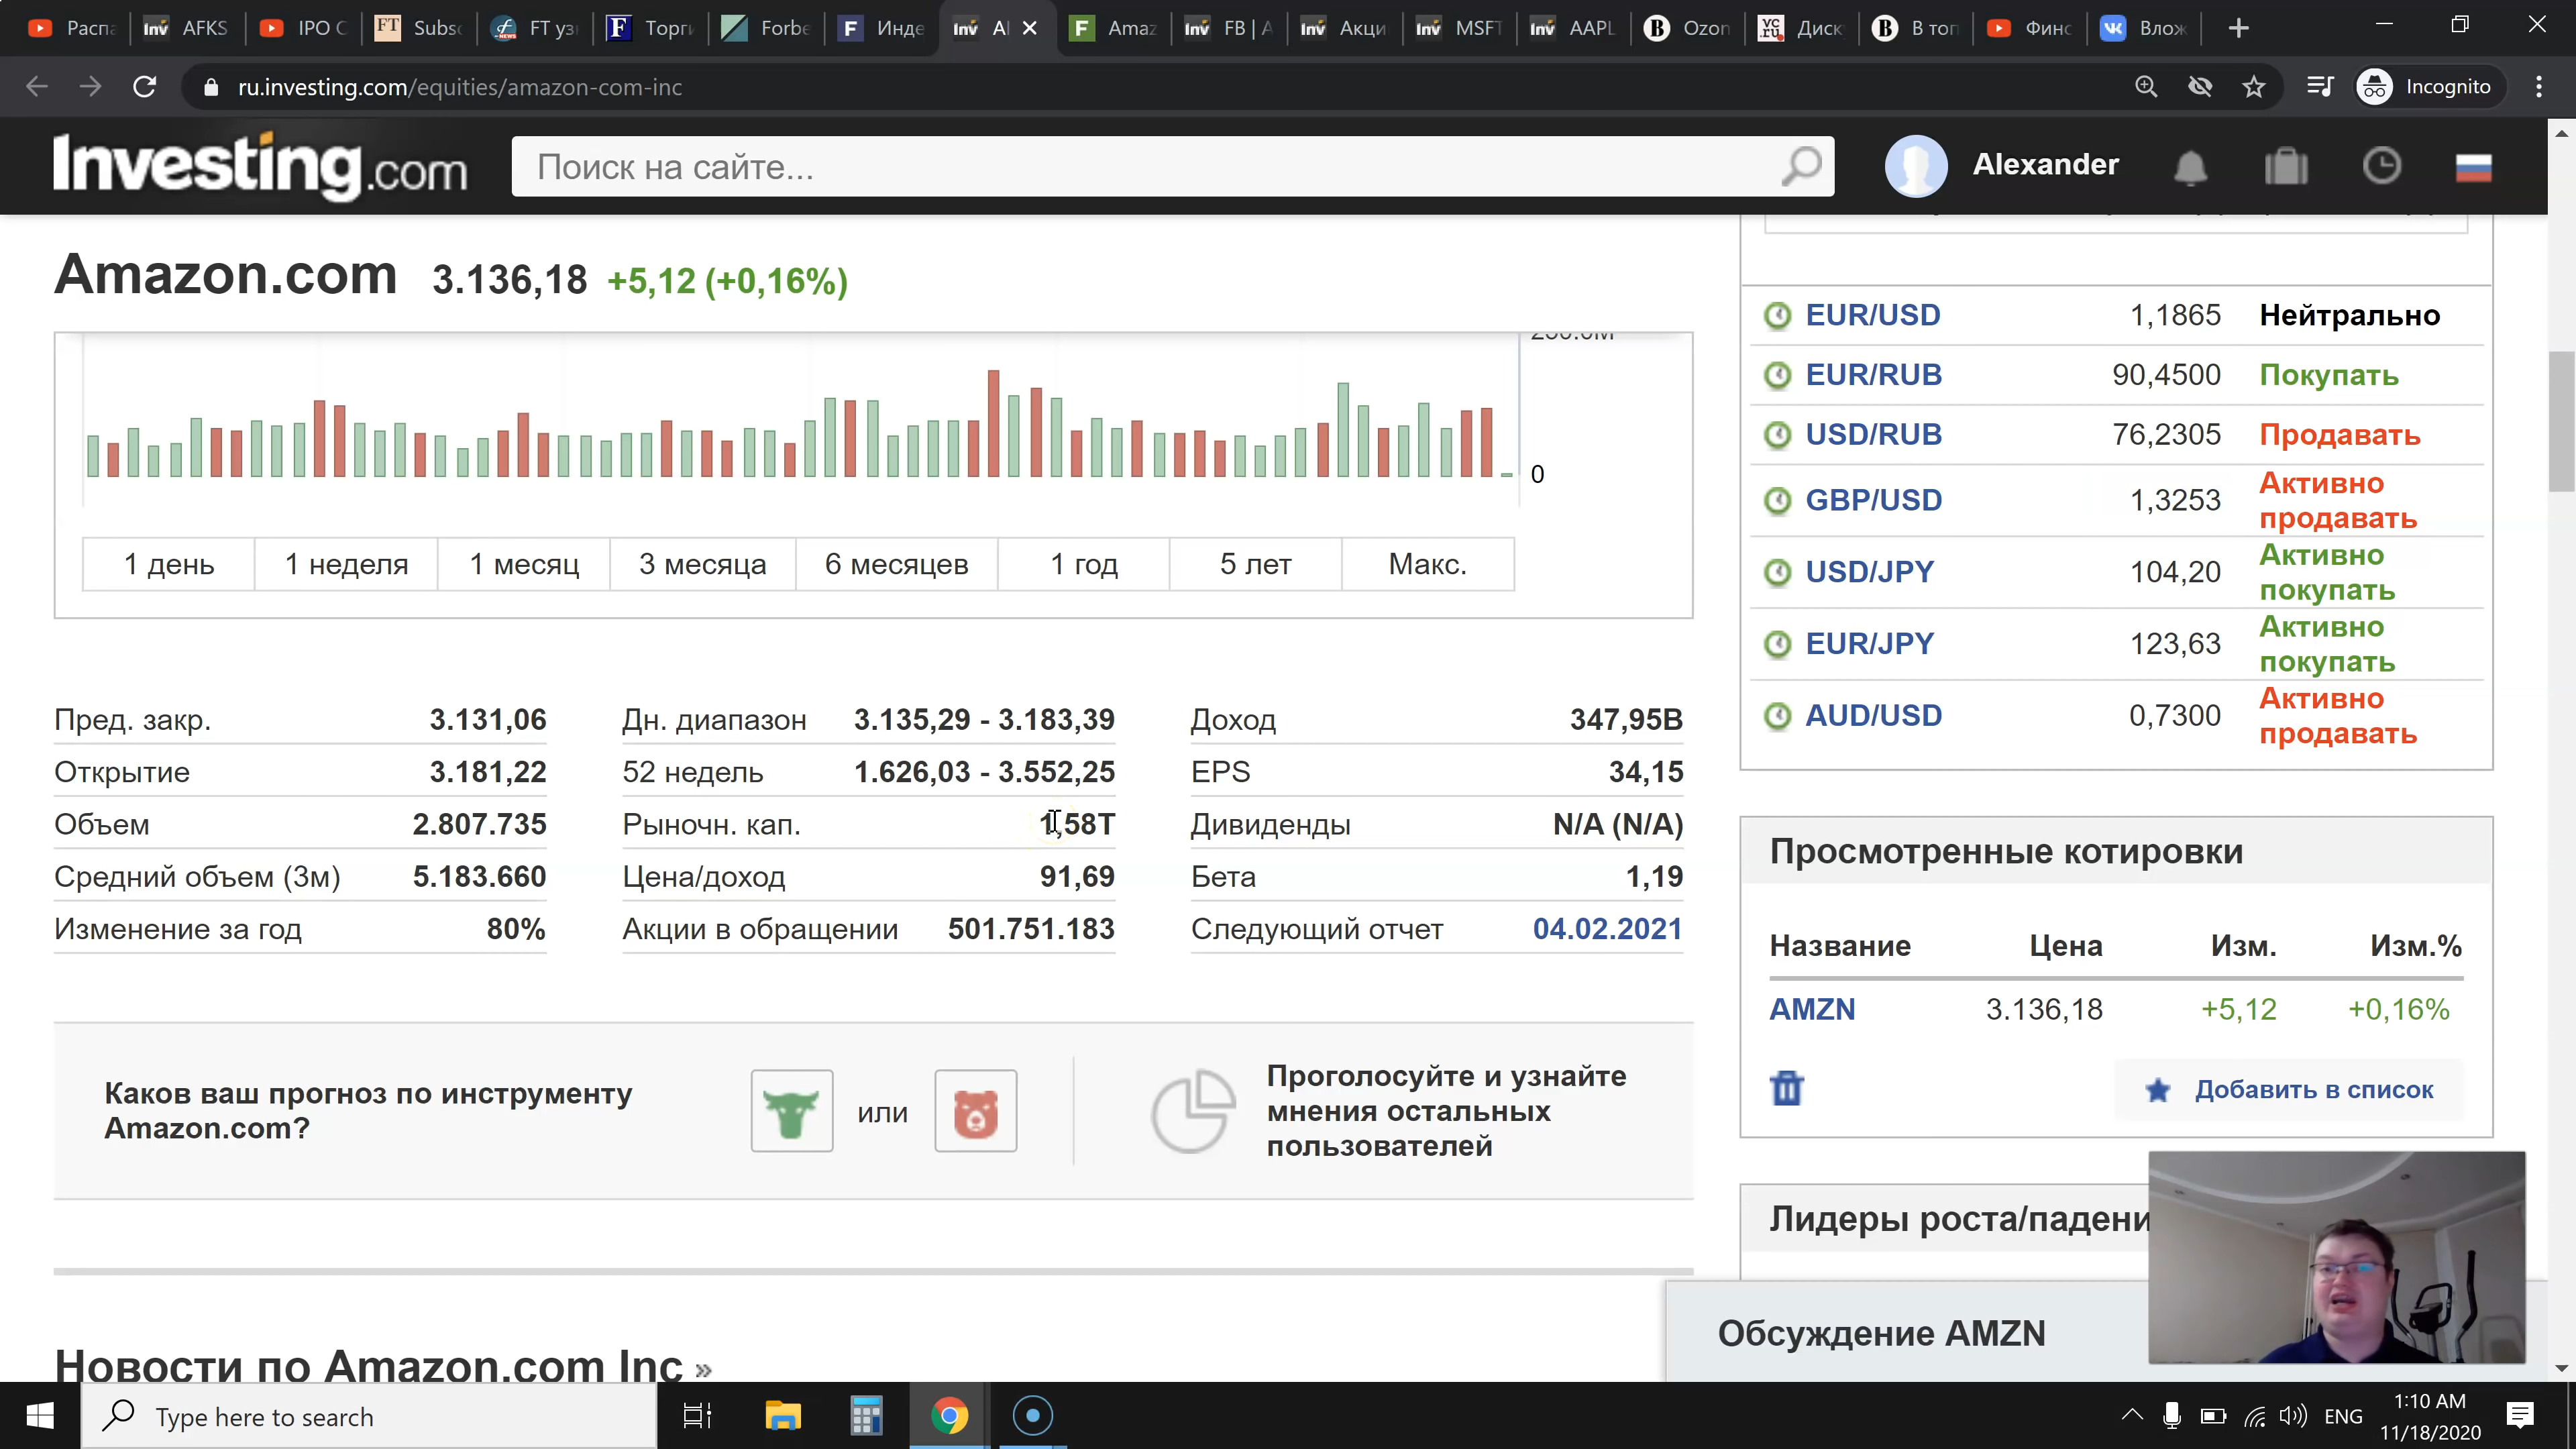 Распа
AFKS
IPO C
FT
Subsc
FT узн
Торги
Forbe
Инде
Amaz
FB | A
Акци
MSFT
AAPL
Ozon
Диск
В топ
Финс
Влож
ru.investing.com/equities/amazon-com-inc
Incognito
Investing.com
Поиск на сайте...
Alexander
Amazon.com 3.136,18 +5,12 (+0,16%)
0
1 день 1 неделя 1 месяц 3 месяца 6 месяцев 1 год 5 лет Макс.
Пред. закр. 3.131,06
Открытие 3.181,22
Объем 2.807.735
Средний объем (3м) 5.183.660
Изменение за год 80%
Дн. диапазон 3.135,29 - 3.183,39
52 недель 1.626,03 - 3.552,25
Рыночн. кап. 1,58T
Цена/доход 91,69
Акции в обращении 501.751.183
Доход 347,95B
EPS 34,15
Дивиденды N/A (N/A)
Бета 1,19
Следующий отчет 04.02.2021
Каков ваш прогноз по инструменту
Amazon.com?
или
Проголосуйте и узнайте
мнения остальных
пользователей
Новости по Amazon.com Inc »
EUR/USD 1,1865 Нейтрально
EUR/RUB 90,4500 Покупать
USD/RUB 76,2305 Продавать
GBP/USD 1,3253 Активно
продавать
USD/JPY 104,20 Активно
покупать
EUR/JPY 123,63 Активно
покупать
AUD/USD 0,7300 Активно
продавать
Просмотренные котировки
Название Цена Изм. Изм.%
AMZN 3.136,18 +5,12 +0,16%
Добавить в список
Лидеры роста/падени
Обсуждение AMZN
Type here to search
ENG
1:10 AM
11/18/2020